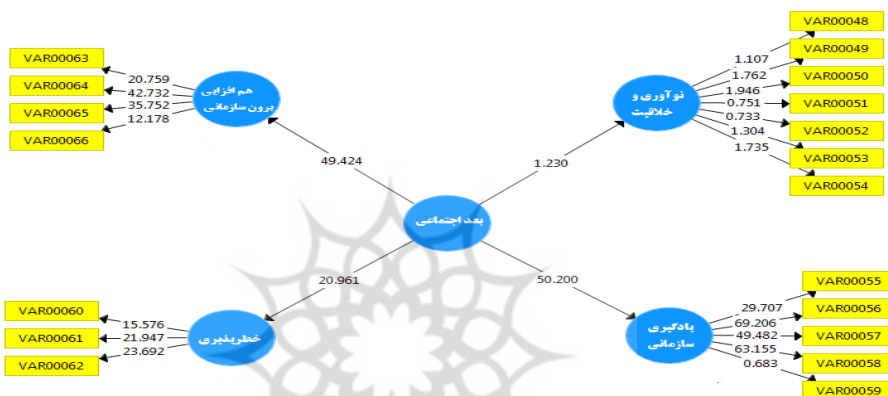 VAR00063
VAR00064
VAR00065
VAR00066
20.759
42.732
35.752
12.178
هم افزایی
برون سازمانی
49.424
VAR00048
VAR00049
VAR00050
VAR00051
VAR00052
VAR00053
VAR00054
1.107
1.762
1.946
0.751
0.733
1.304
1.735
نوآوری و
خلاقیت
1.230
بعد اجتماعی
20.961
50.200
VAR00060
VAR00061
VAR00062
15.576
21.947
23.692
خطرپذیری
VAR00055
VAR00056
VAR00057
VAR00058
VAR00059
29.707
69.206
49.482
63.155
0.683
یادگیری
سازمانی